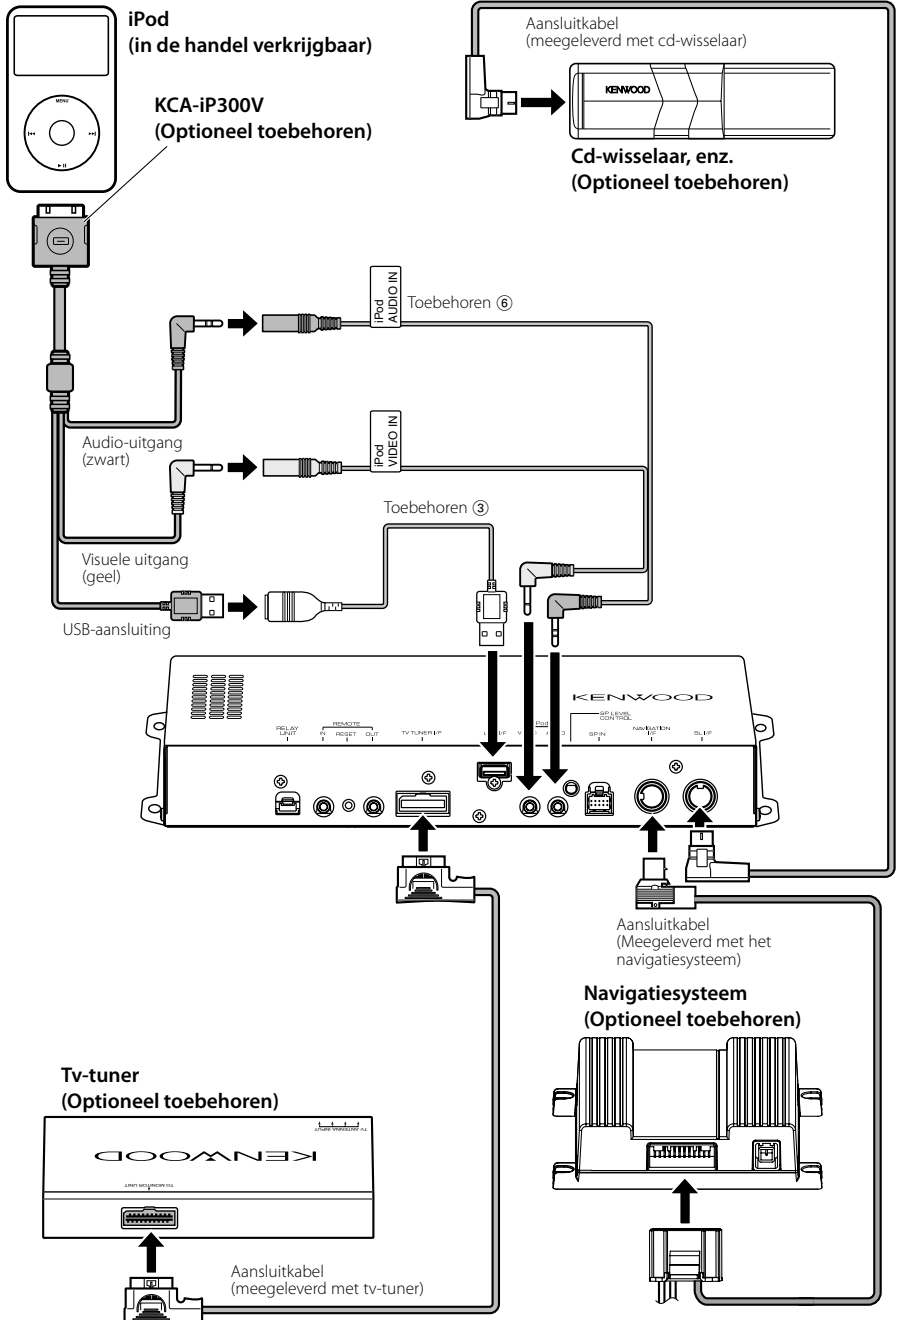 iPod
(in de handel verkrijgbaar)
MENU
KCA-iP300V
(Optioneel toebehoren)
Aansluitkabel
(meegeleverd met cd-wisselaar)
KENWOOD
Cd-wisselaar, enz.
(Optioneel toebehoren)
iPod
AUDIO IN
Toebehoren ⑥
Audio-uitgang
(zwart)
iPod
VIDEO IN
Toebehoren ③
Visuele uitgang
(geel)
USB-aansluiting
KENWOOD
RELAY
UNIT
REMOTE
IN RESET OUT
TV TUNER I/F
I/F
Pod
SP LEVEL
CONTROL
SP IN
NAVIGATION
I/F
5L I/F
Aansluitkabel
(Meegeleverd met het
navigatiesysteem)
Navigatiesysteem
(Optioneel toebehoren)
Tv-tuner
(Optioneel toebehoren)
TV ANTENNA INPUT
KENWOOD
TO MONITOR UNIT
Aansluitkabel
(meegeleverd met tv-tuner)